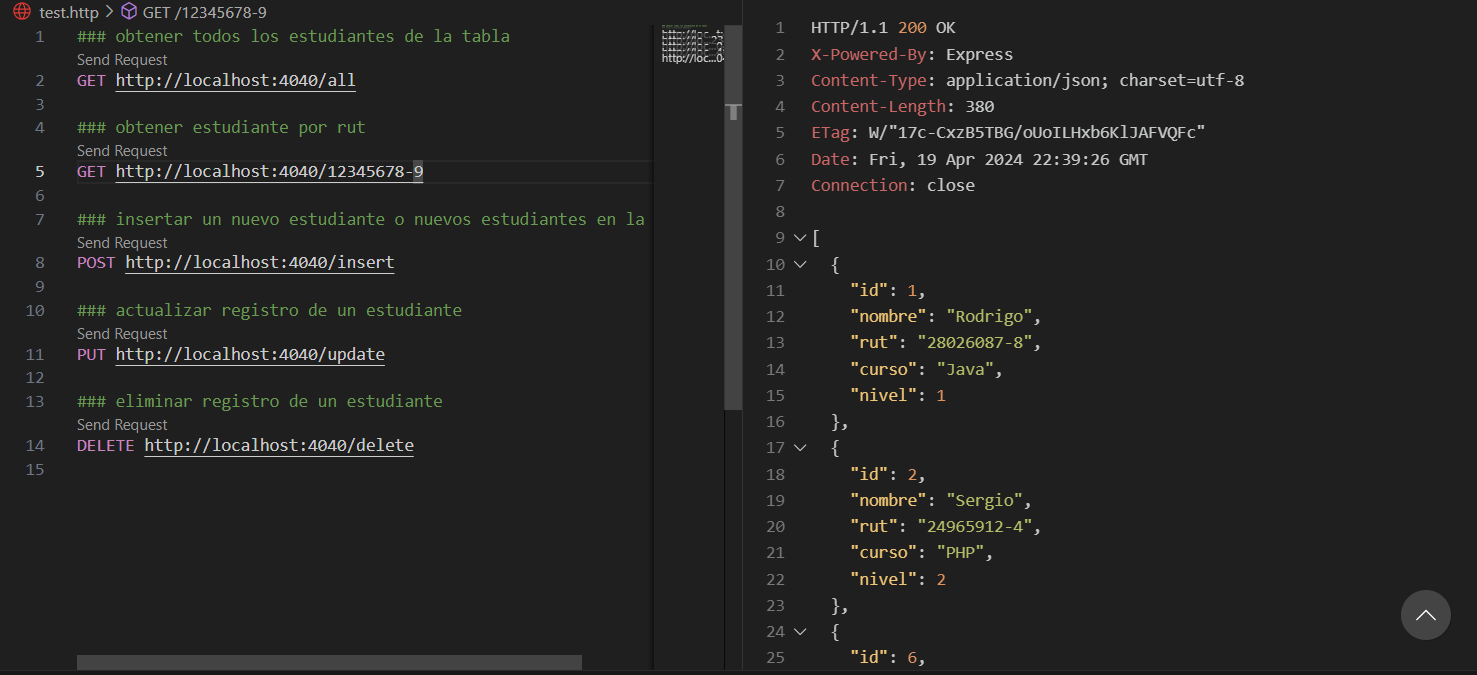 test.http > GET /12345678-9
1 ### obtener todos los estudiantes de la tabla
Send Request
2 GET http://localhost:4040/all
3
4 ### obtener estudiante por rut
Send Request
5 GET http://localhost:4040/12345678-9
6
7 ### insertar un nuevo estudiante o nuevos estudiantes en la
Send Request
8 POST http://localhost:4040/insert
9
10 ### actualizar registro de un estudiante
Send Request
11 PUT http://localhost:4040/update
12
13 ### eliminar registro de un estudiante
Send Request
14 DELETE http://localhost:4040/delete
15
1 HTTP/1.1 200 OK
2 X-Powered-By: Express
3 Content-Type: application/json; charset=utf-8
4 Content-Length: 380
5 ETag: W/"17c-CxzB5TBG/oUoILHxb6KlJAFVQFc"
6 Date: Fri, 19 Apr 2024 22:39:26 GMT
7 Connection: close
8
9 [
10 {
11 "id": 1,
12 "nombre": "Rodrigo",
13 "rut": "28026087-8",
14 "curso": "Java",
15 "nivel": 1
16 },
17 {
18 "id": 2,
19 "nombre": "Sergio",
20 "rut": "24965912-4",
21 "curso": "PHP",
22 "nivel": 2
23 },
24 {
25 "id": 6,